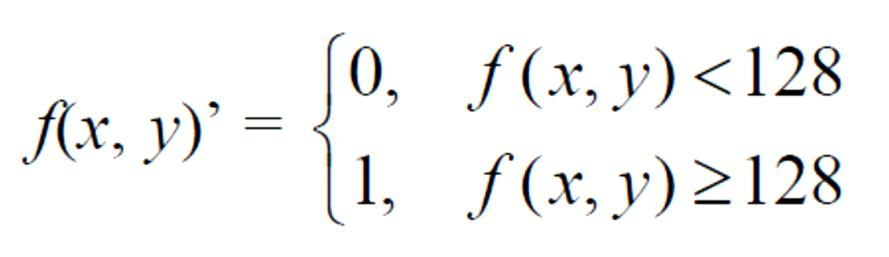 f(x, y)’ = { 0, f (x, y) < 128
1, f (x, y) ≥ 128